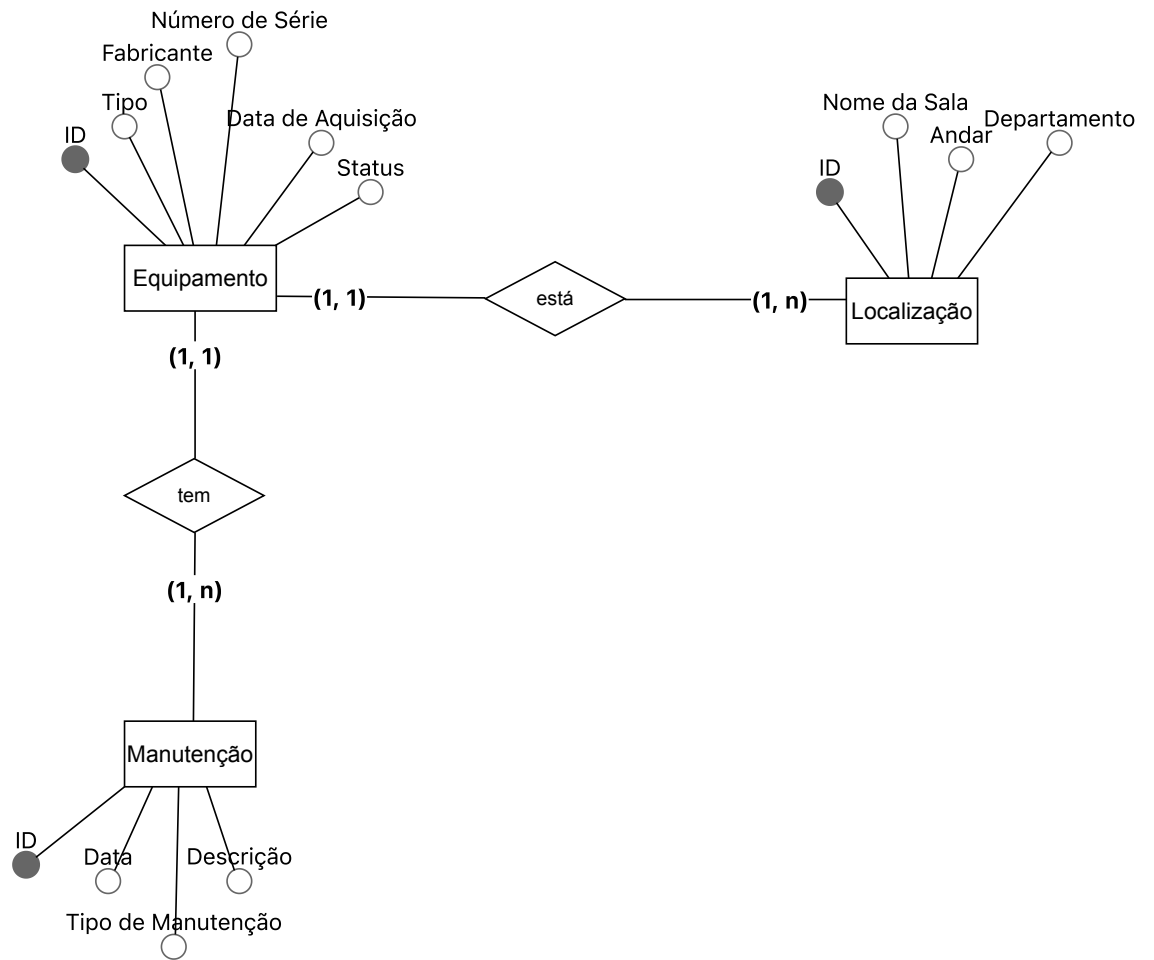 Número de Série
Fabricante
Tipo
ID
Data de Aquisição
Status
Equipamento
(1, 1)
está
(1, n)
Nome da Sala
Andar
Departamento
ID
Localização
(1, 1)
tem
(1, n)
Manutenção
ID
Data
Descrição
Tipo de Manutenção